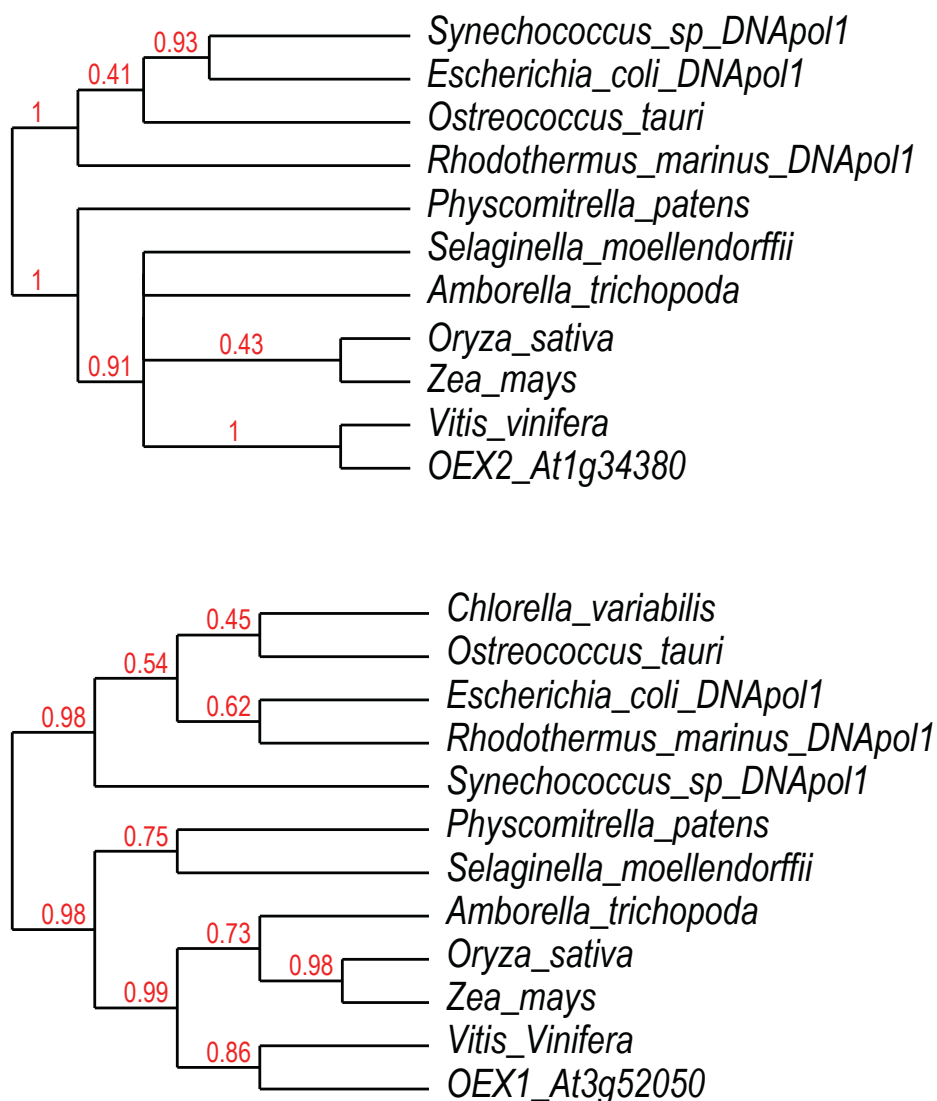 0.93
Synechococcus_sp_DNApol1
0.41
Escherichia_coli_DNApol1
1
Ostreococcus_tauri
Rhodothermus_marinus_DNApol1
Physcomitrella_patens
Selaginella_moellendorffii
1
Amborella_trichopoda
0.43
Oryza_sativa
0.91
Zea_mays
1
Vitis_vinifera
OEX2_At1g34380
0.45
Chlorella_variabilis
0.54
Ostreococcus_tauri
0.62
Escherichia_coli_DNApol1
0.98
Rhodothermus_marinus_DNApol1
Synechococcus_sp_DNApol1
0.75
Physcomitrella_patens
Selaginella_moellendorffii
0.98
Amborella_trichopoda
0.73
Oryza_sativa
0.98
0.99
Zea_mays
Vitis_Vinifera
0.86
OEX1_At3g52050